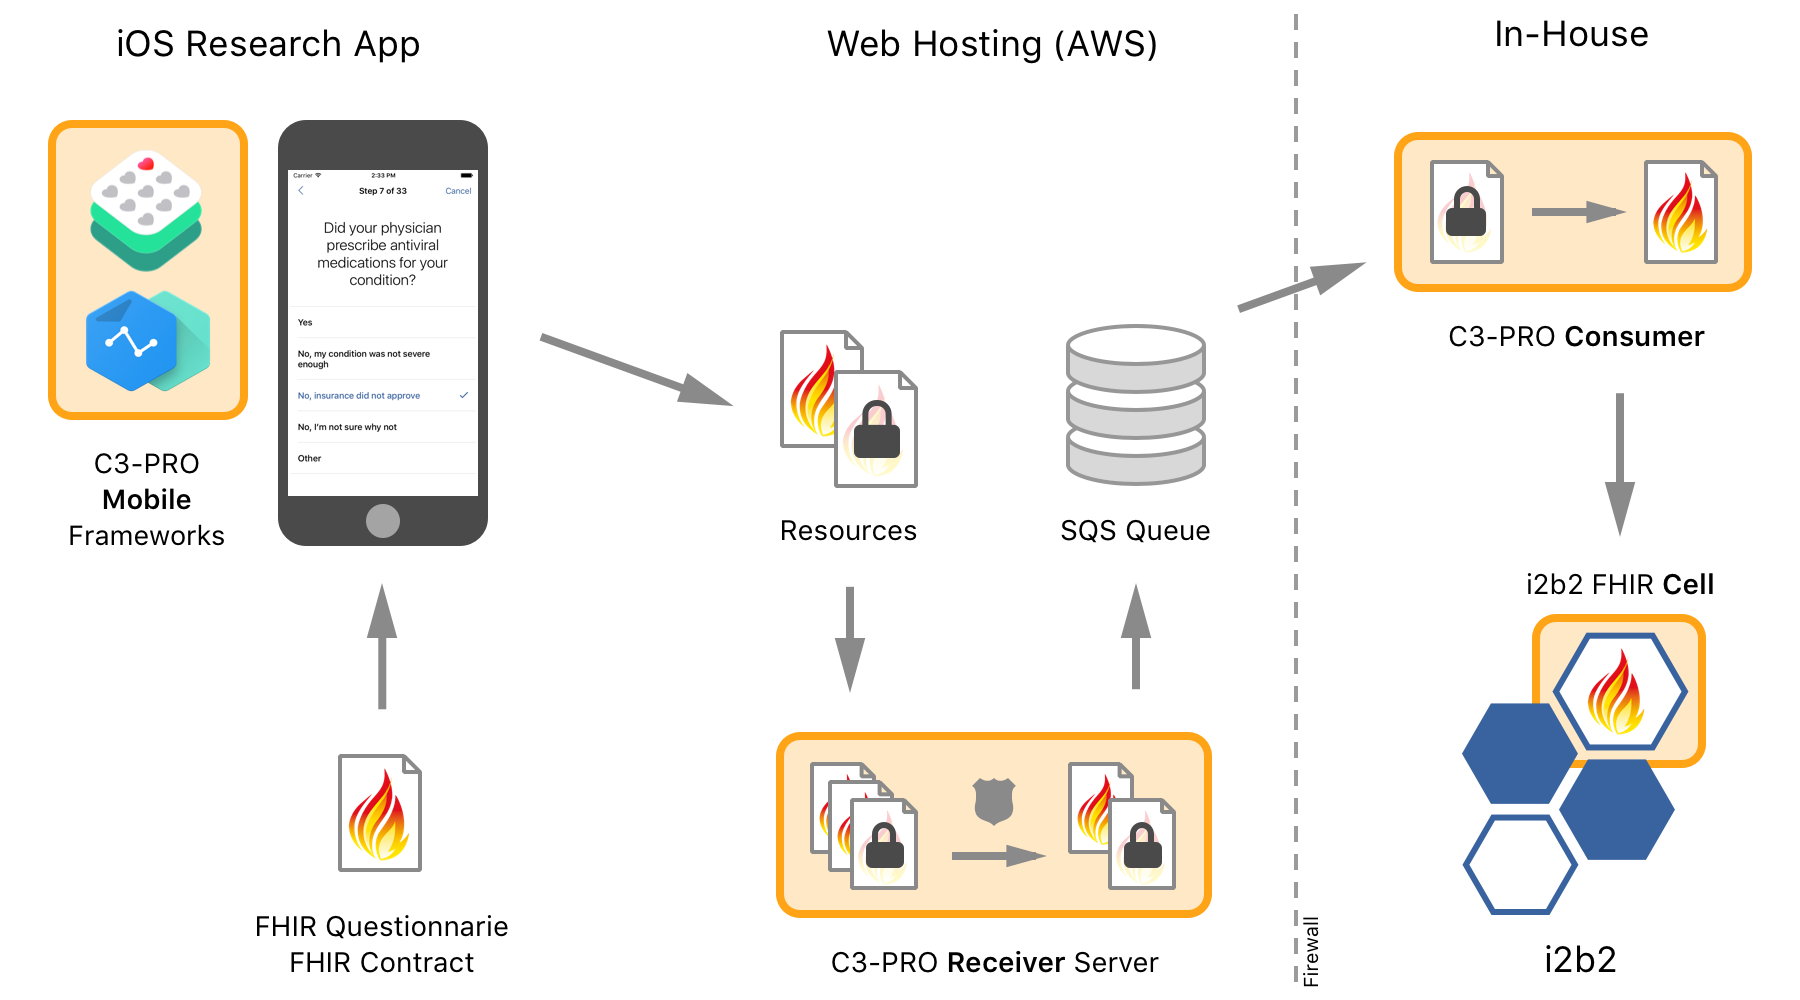 iOS Research App
Web Hosting (AWS)
In-House
Carrier
2:33 PM
Step 7 of 33
Cancel
Did your physician
prescribe antiviral
medications for your
condition?
Yes
No, my condition was not severe
enough
No, insurance did not approve
No, I'm not sure why not
Other
C3-PRO
Mobile
Frameworks
FHIR Questionnarie
FHIR Contract
Resources
SQS Queue
C3-PRO Receiver Server
Firewall
C3-PRO Consumer
i2b2 FHIR Cell
i2b2